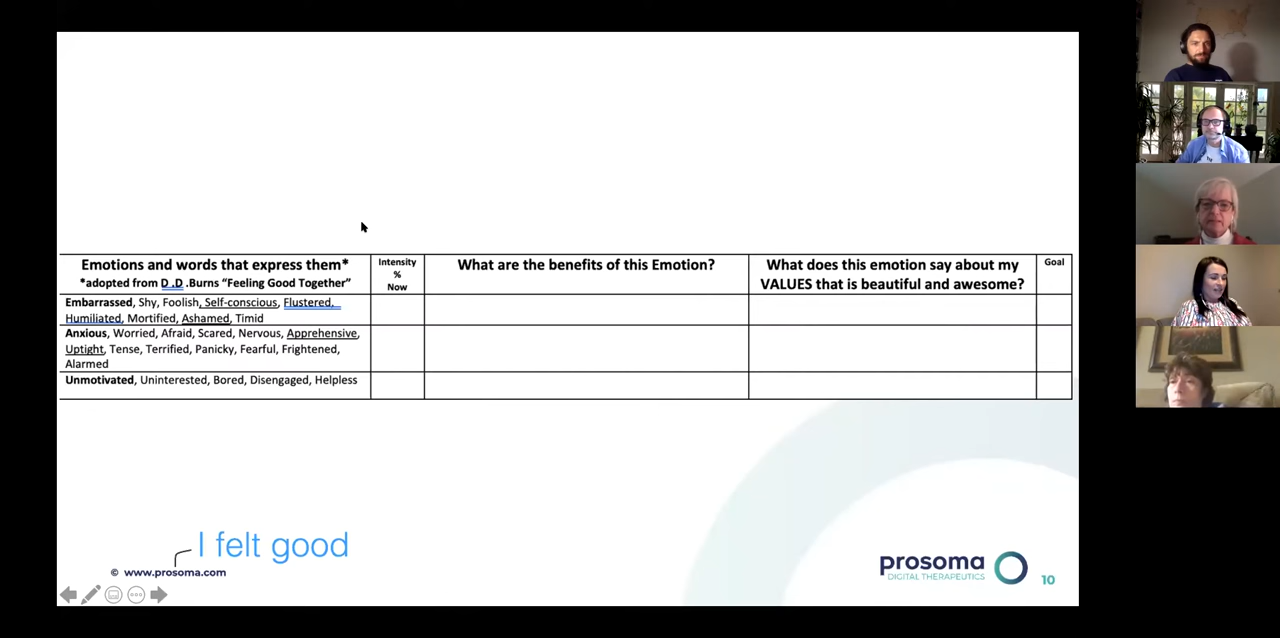 Emotions and words that express them*
*adopted from D .D .Burns "Feeling Good Together"
Intensity
%
Now
What are the benefits of this Emotion?
What does this emotion say about my
VALUES that is beautiful and awesome?
Goal
Embarrassed, Shy, Foolish, Self-conscious, Flustered,
Humiliated, Mortified, Ashamed, Timid
Anxious, Worried, Afraid, Scared, Nervous, Apprehensive,
Uptight, Tense, Terrified, Panicky, Fearful, Frightened,
Alarmed
Unmotivated, Uninterested, Bored, Disengaged, Helpless
I felt good
© www.prosoma.com
prosoma
DIGITAL THERAPEUTICS
10